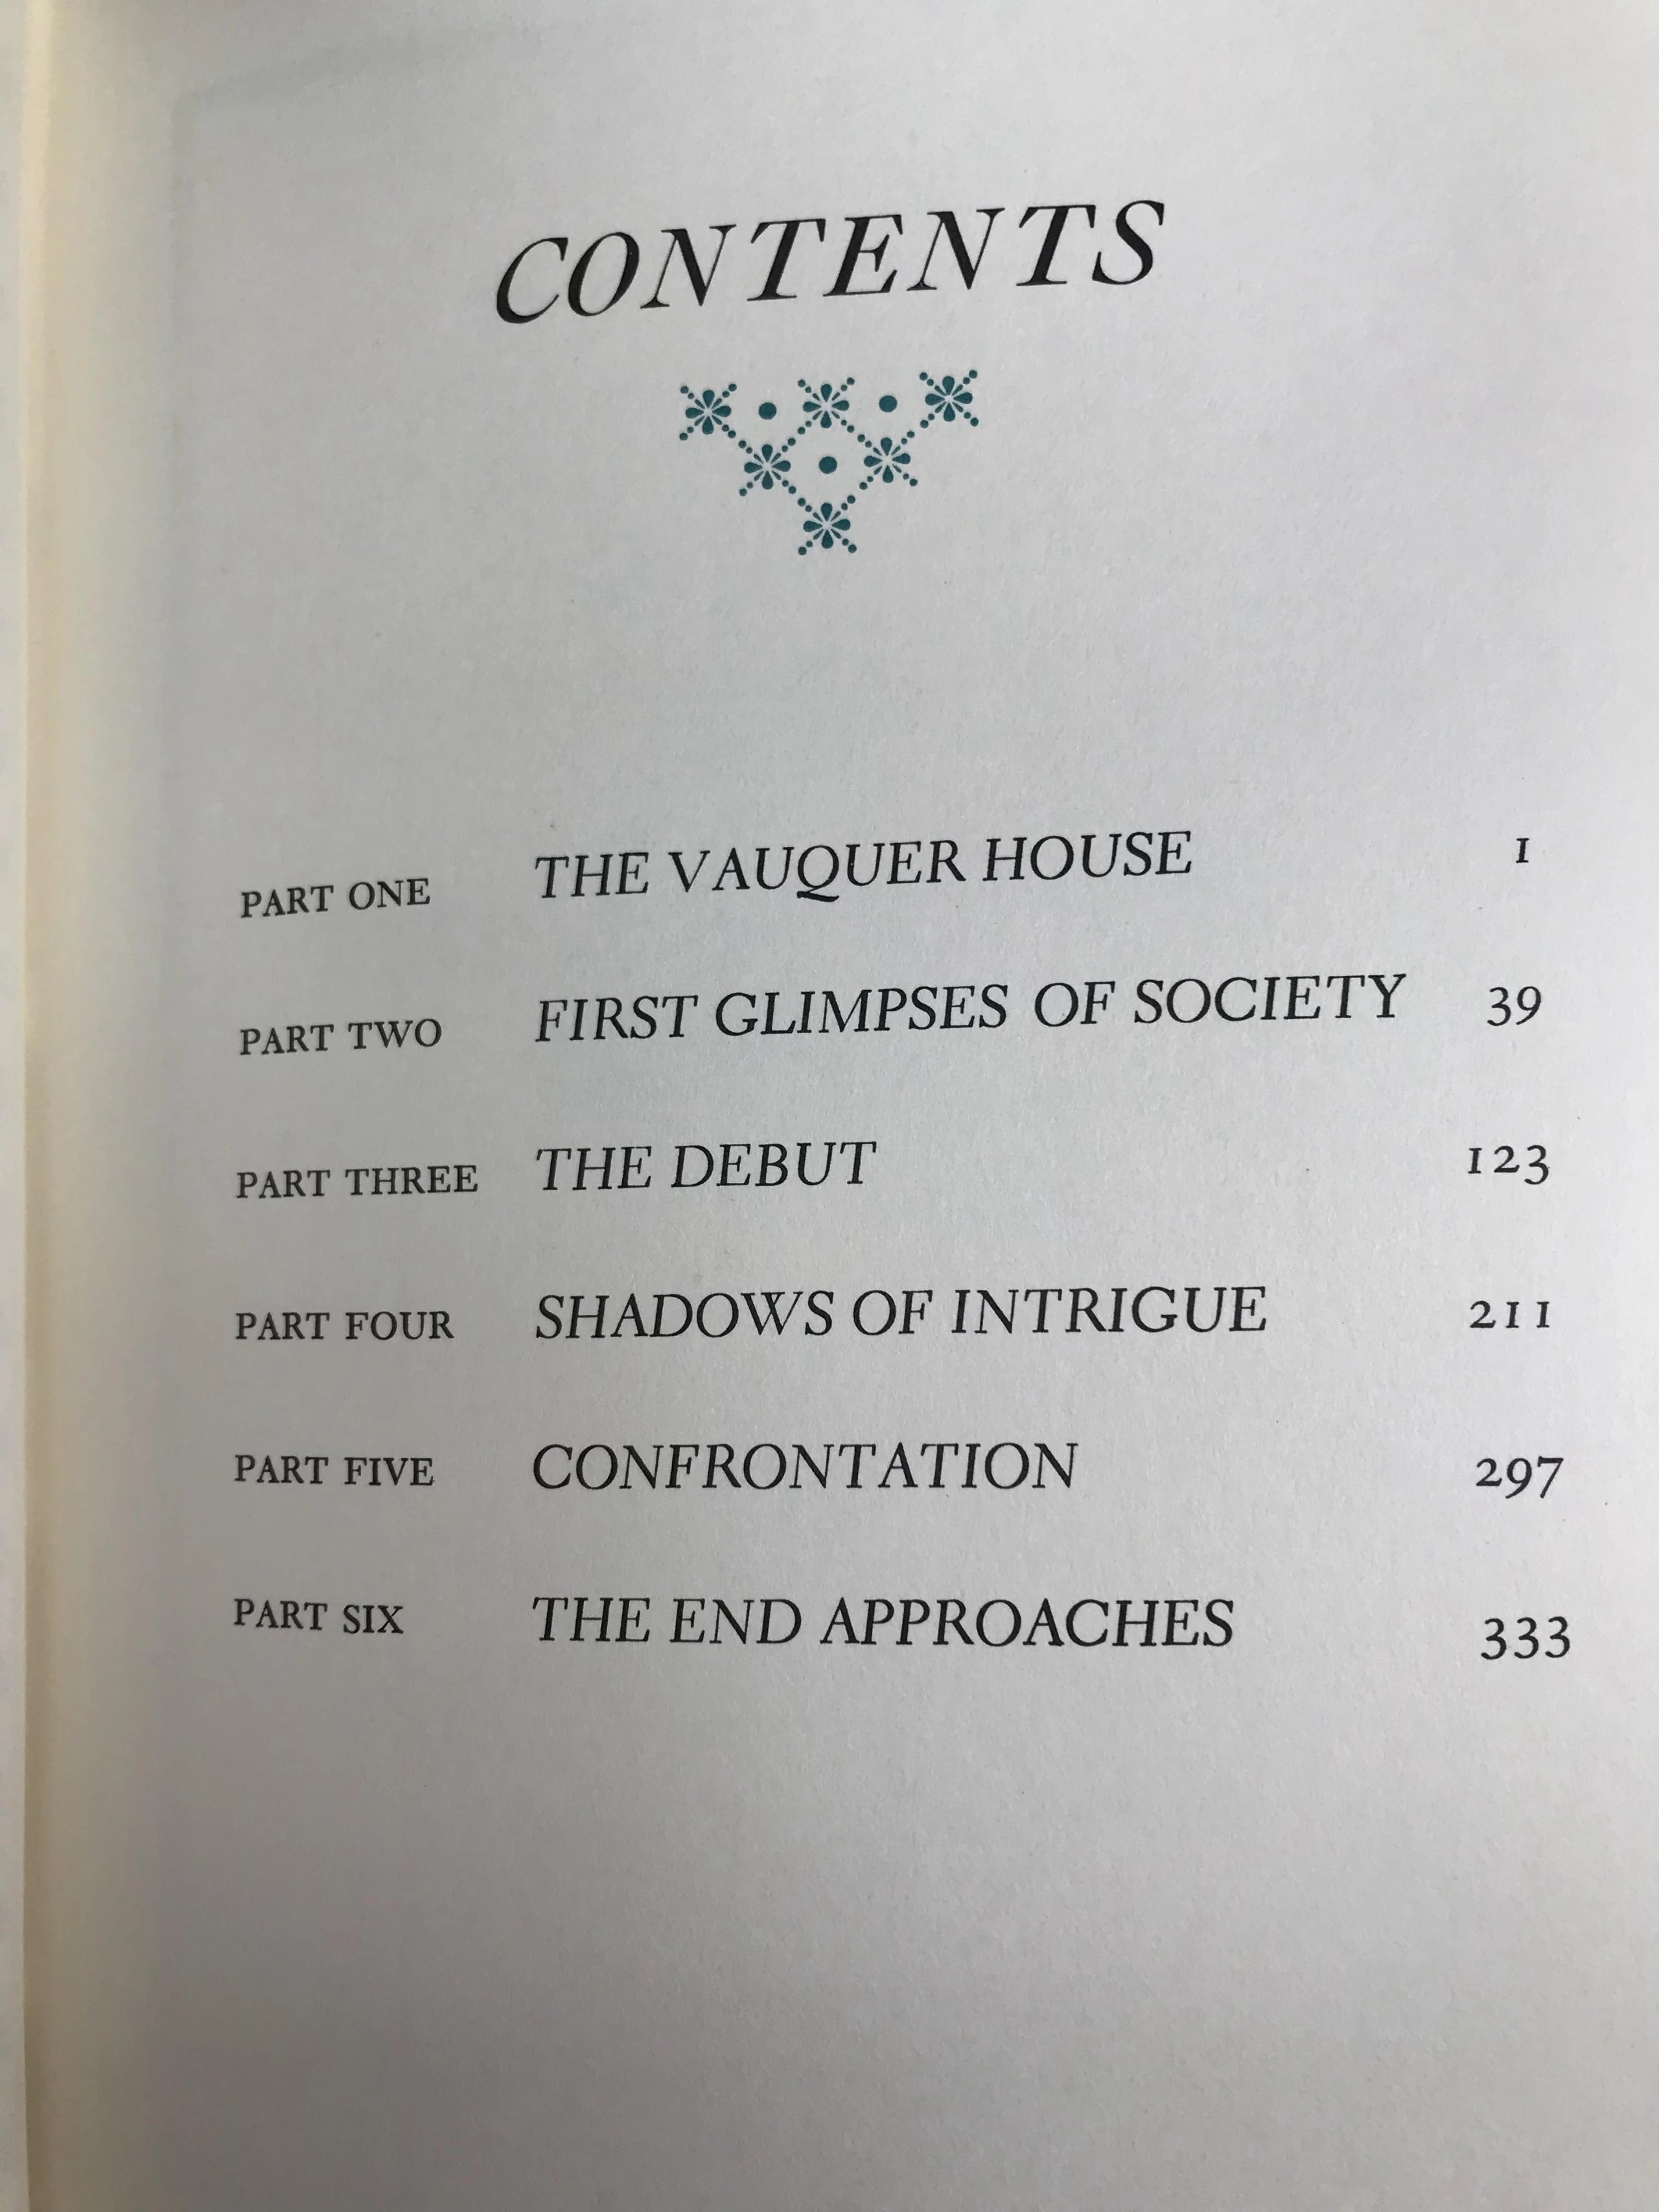 CONTENTS
PART ONE THE VAUQUER HOUSE 1
PART TWO FIRST GLIMPSES OF SOCIETY 39
PART THREE THE DEBUT 123
PART FOUR SHADOWS OF INTRIGUE 211
PART FIVE CONFRONTATION 297
PART SIX THE END APPROACHES 333